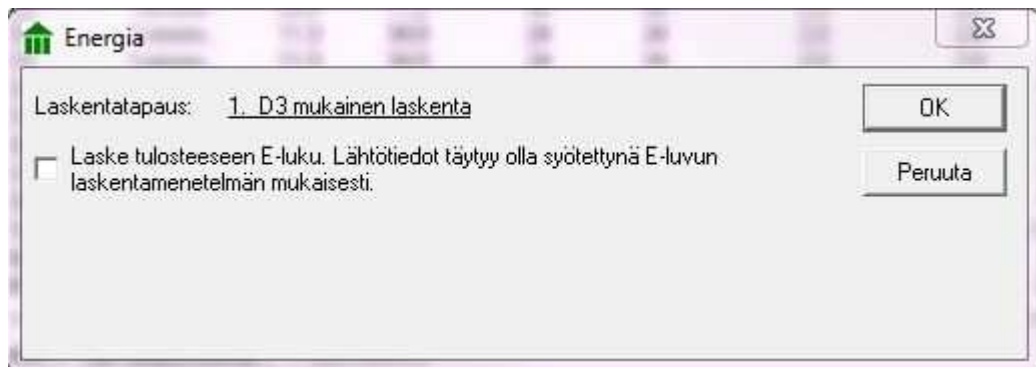 Energia
Laskentatapaus: 1. D3 mukainen laskenta
OK
Laske tulosteeseen E-luku. Lähtötiedot täytyy olla syötettynä E-luvun
laskentamenetelmän mukaisesti.
Peruuta